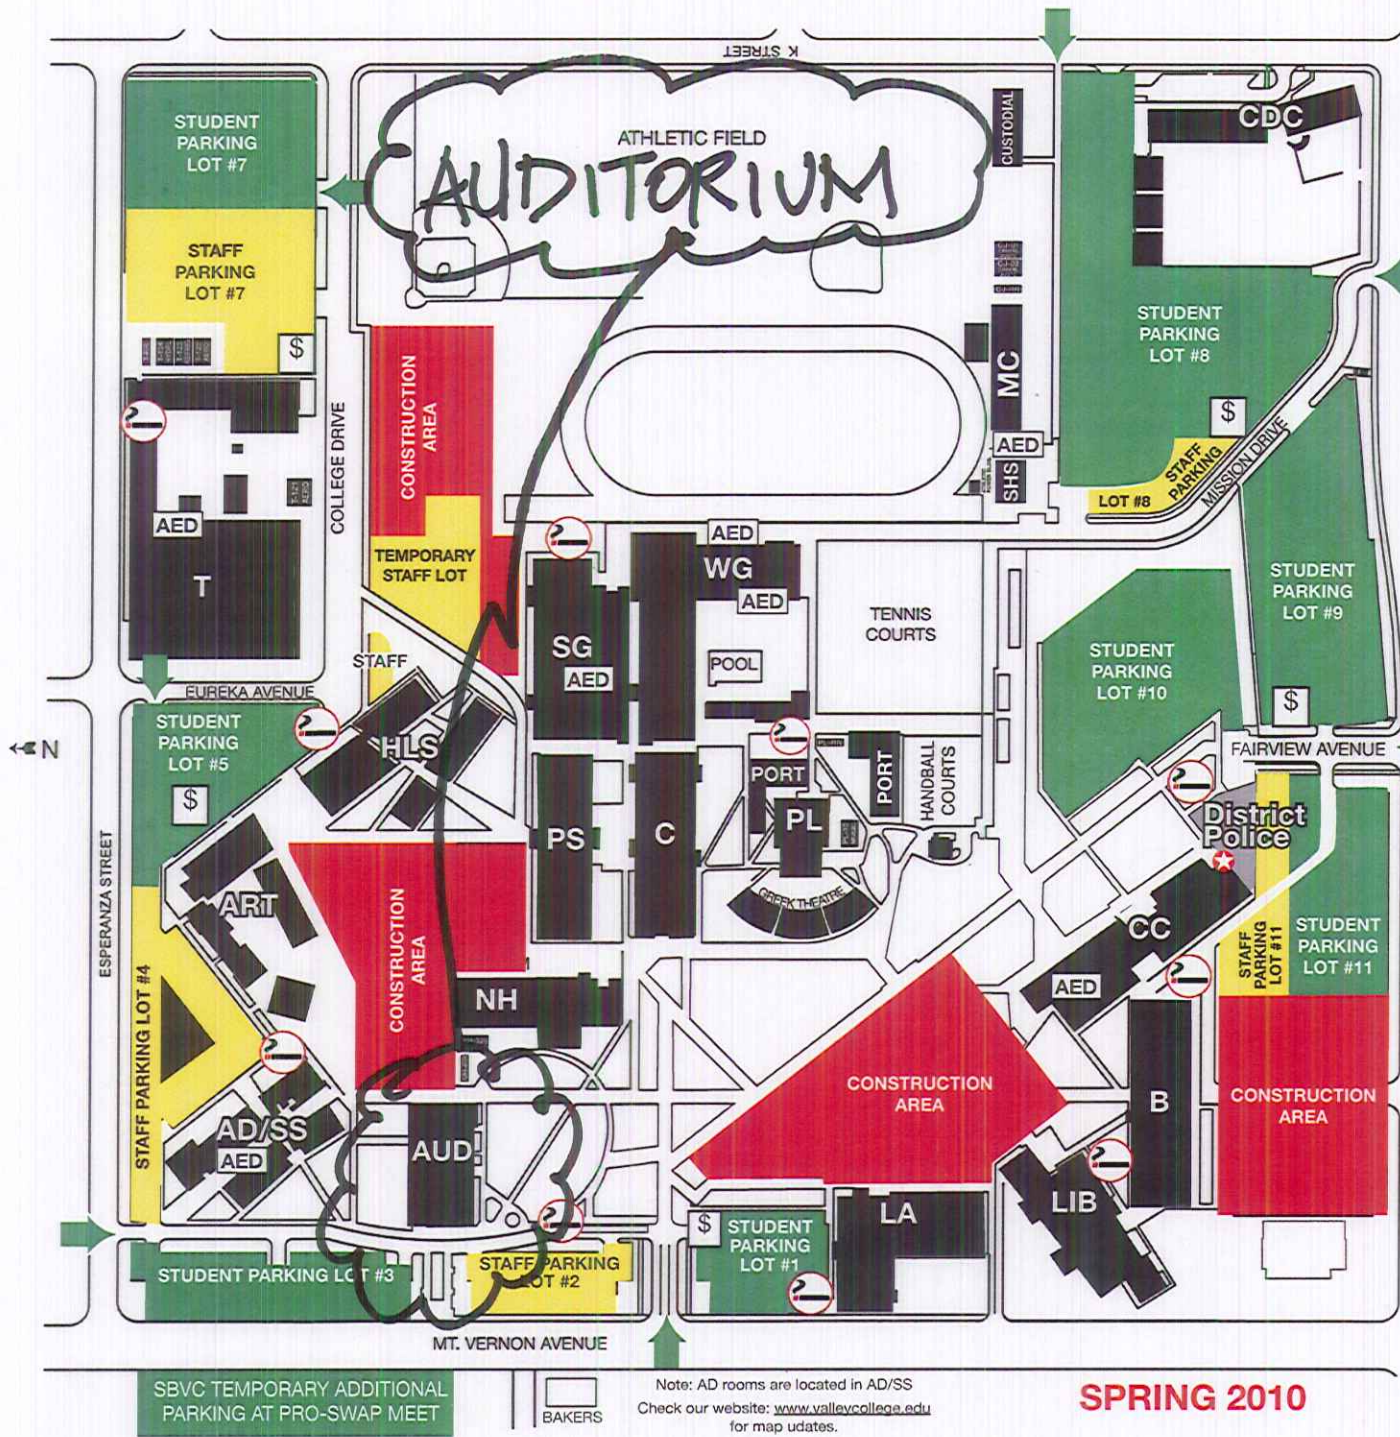 K STREET
STUDENT
PARKING
LOT #7
ATHLETIC FIELD
AUDITORIUM
CUSTODIAL
CDC
STAFF
PARKING
LOT #7
$
STUDENT
PARKING
LOT #8
MC
$
AED
SHS
STAFF
PARKING
LOT #8
MISSION DRIVE
CONSTRUCTION
AREA
COLLEGE DRIVE
AED
T
TEMPORARY
STAFF LOT
AED
WG
AED
SG
AED
POOL
TENNIS
COURTS
STUDENT
PARKING
LOT #9
$
STUDENT
PARKING
LOT #10
STAFF
EUREKA AVENUE
STUDENT
PARKING
LOT #5
$
HLS
N
FAIRVIEW AVENUE
PORT
PORT
HANDBALL
COURTS
PS
C
PL
GREEK THEATRE
District
Police
ESPERANZA STREET
ART
CONSTRUCTION
AREA
CC
AED
STAFF
PARKING
LOT #11
STUDENT
PARKING
LOT #11
STAFF PARKING LOT #4
NH
CONSTRUCTION
AREA
B
CONSTRUCTION
AREA
AD/SS
AED
AUD
LIB
LA
$
STUDENT
PARKING
LOT #1
STUDENT PARKING LOT #3
STAFF PARKING
LOT #2
MT. VERNON AVENUE
SBVC TEMPORARY ADDITIONAL
PARKING AT PRO-SWAP MEET
BAKERS
Note: AD rooms are located in AD/SS
Check our website: www.valleycollege.edu
for map udates.
SPRING 2010